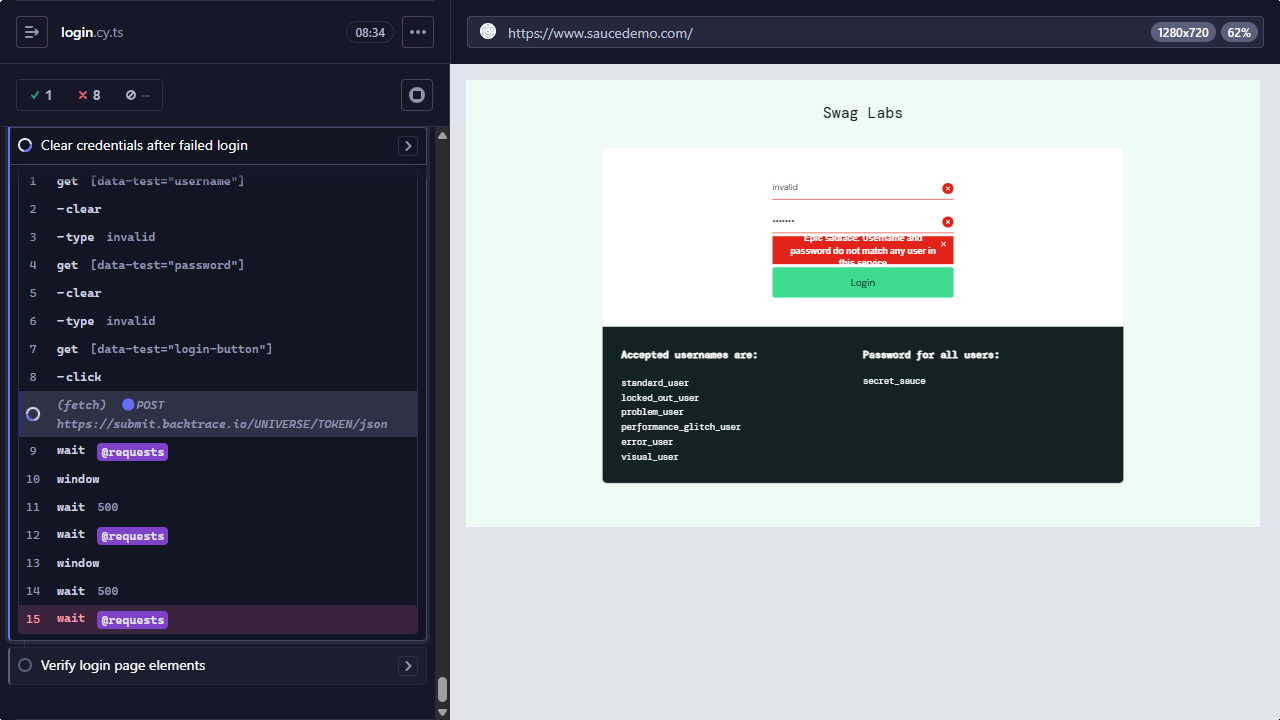 login.cy.ts
08:34
1
8
--
Clear credentials after failed login
1 get [data-test="username"]
2 -clear
3 -type invalid
4 get [data-test="password"]
5 -clear
6 -type invalid
7 get [data-test="login-button"]
8 -click
(fetch) POST
https://submit.backtrace.io/UNIVERSE/TOKEN/json
9 wait @requests
10 window
11 wait 500
12 wait @requests
13 window
14 wait 500
15 wait @requests
Verify login page elements
https://www.saucedemo.com/
1280x720
62%
Swag Labs
invalid
Epic sadface: Username and
password do not match any user in
this service
Login
Accepted usernames are:
standard_user
locked_out_user
problem_user
performance_glitch_user
error_user
visual_user
Password for all users:
secret_sauce